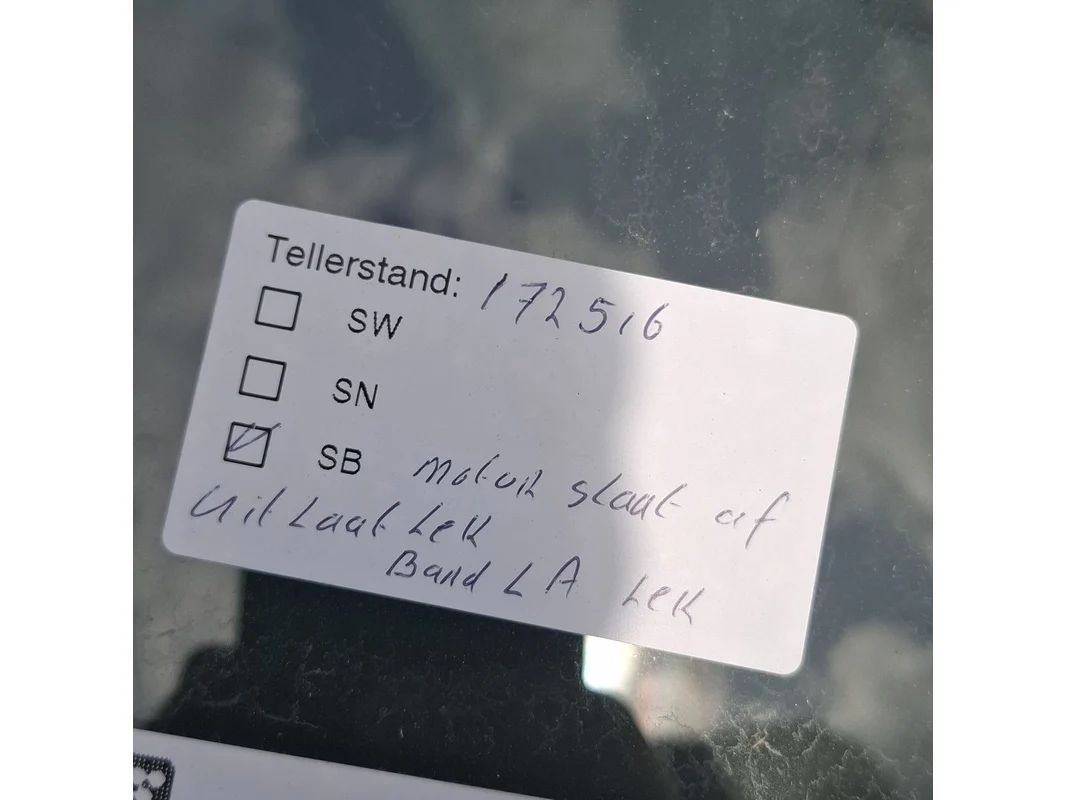 Tellerstand: 172516
SW
SN
SB motor slaat af
Uitlaat Lek
Band LA Lek